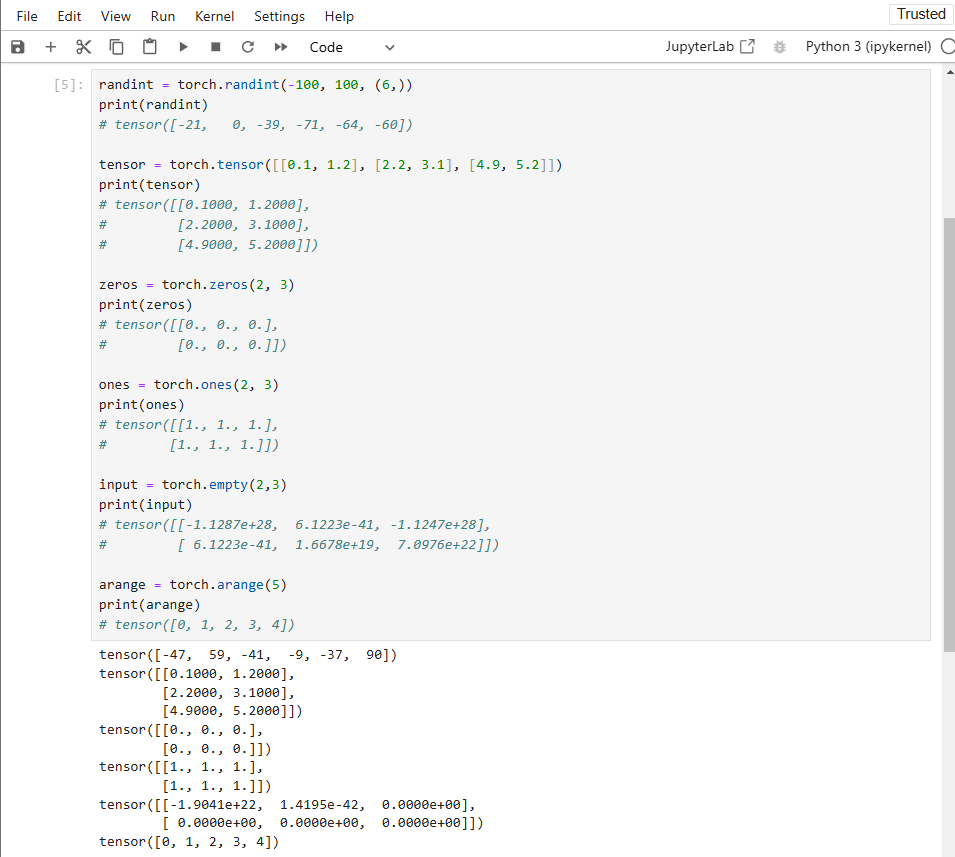 File Edit View Run Kernel Settings Help Trusted
Code JupyterLab Python 3 (ipykernel)
[5]: randint = torch.randint(-100, 100, (6,))
print(randint)
# tensor([-21,   0, -39, -71, -64, -60])

tensor = torch.tensor([[0.1, 1.2], [2.2, 3.1], [4.9, 5.2]])
print(tensor)
# tensor([[0.1000, 1.2000],
#         [2.2000, 3.1000],
#         [4.9000, 5.2000]])

zeros = torch.zeros(2, 3)
print(zeros)
# tensor([[0., 0., 0.],
#         [0., 0., 0.]])

ones = torch.ones(2, 3)
print(ones)
# tensor([[1., 1., 1.],
#        [1., 1., 1.]])

input = torch.empty(2,3)
print(input)
# tensor([[-1.1287e+28,  6.1223e-41, -1.1247e+28],
#         [ 6.1223e-41,  1.6678e+19,  7.0976e+22]])

arange = torch.arange(5)
print(arange)
# tensor([0, 1, 2, 3, 4])
tensor([-47,  59, -41,  -9, -37,  90])
tensor([[0.1000, 1.2000],
        [2.2000, 3.1000],
        [4.9000, 5.2000]])
tensor([[0., 0., 0.],
        [0., 0., 0.]])
tensor([[1., 1., 1.],
        [1., 1., 1.]])
tensor([[-1.9041e+22,  1.4195e-42,  0.0000e+00],
        [ 0.0000e+00,  0.0000e+00,  0.0000e+00]])
tensor([0, 1, 2, 3, 4])